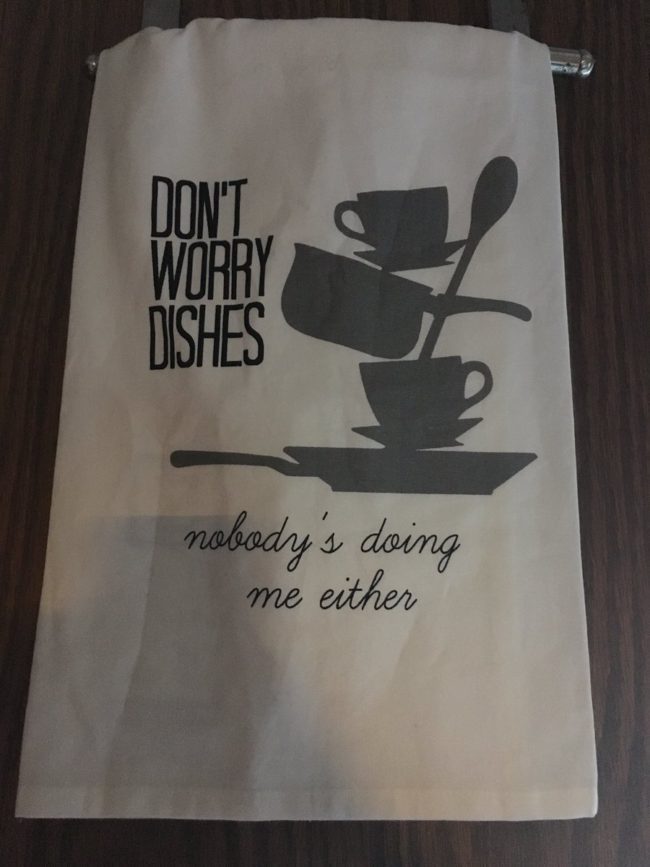 DON'T
WORRY
DISHES
nobody's doing
me either